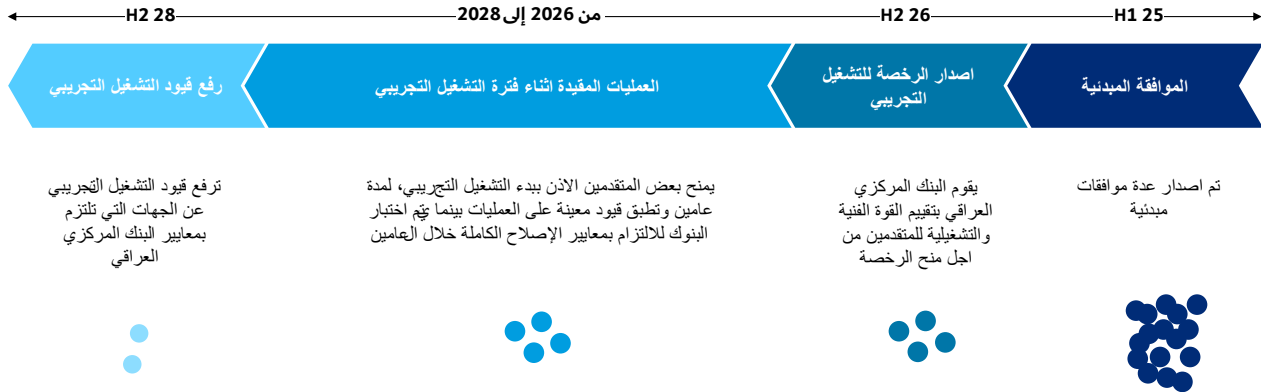 H1 25
H2 26
من 2026 إلى 2028
H2 28
الموافقة المبدئية
اصدار الرخصة للتشغيل
التجريبي
العمليات المقيدة اثناء فترة التشغيل التجريبي
رفع قيود التشغيل التجريبي
تم اصدار عدة موافقات
مبدئية
يقوم البنك المركزي
العراقي بتقييم القوة الفنية
والتشغيلية للمتقدمين من
اجل منح الرخصة
يمنح بعض المتقدمين الاذن ببدء التشغيل التجريبي، لمدة
عامين وتطبق قيود معينة على العمليات بينما يتم اختبار
البنوك للالتزام بمعايير الإصلاح الكاملة خلال العامين
ترفع قيود التشغيل التجريبي
عن الجهات التي تلتزم
بمعايير البنك المركزي
العراقي